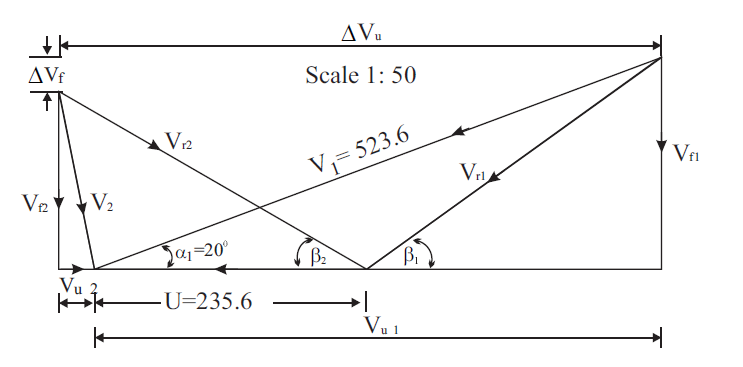 ΔVu
ΔVf
Scale 1: 50
V1= 523.6
Vr2
Vr1
Vf1
Vf2
V2
α1=20⁰
β2
β1
Vu 2
U=235.6
Vu 1